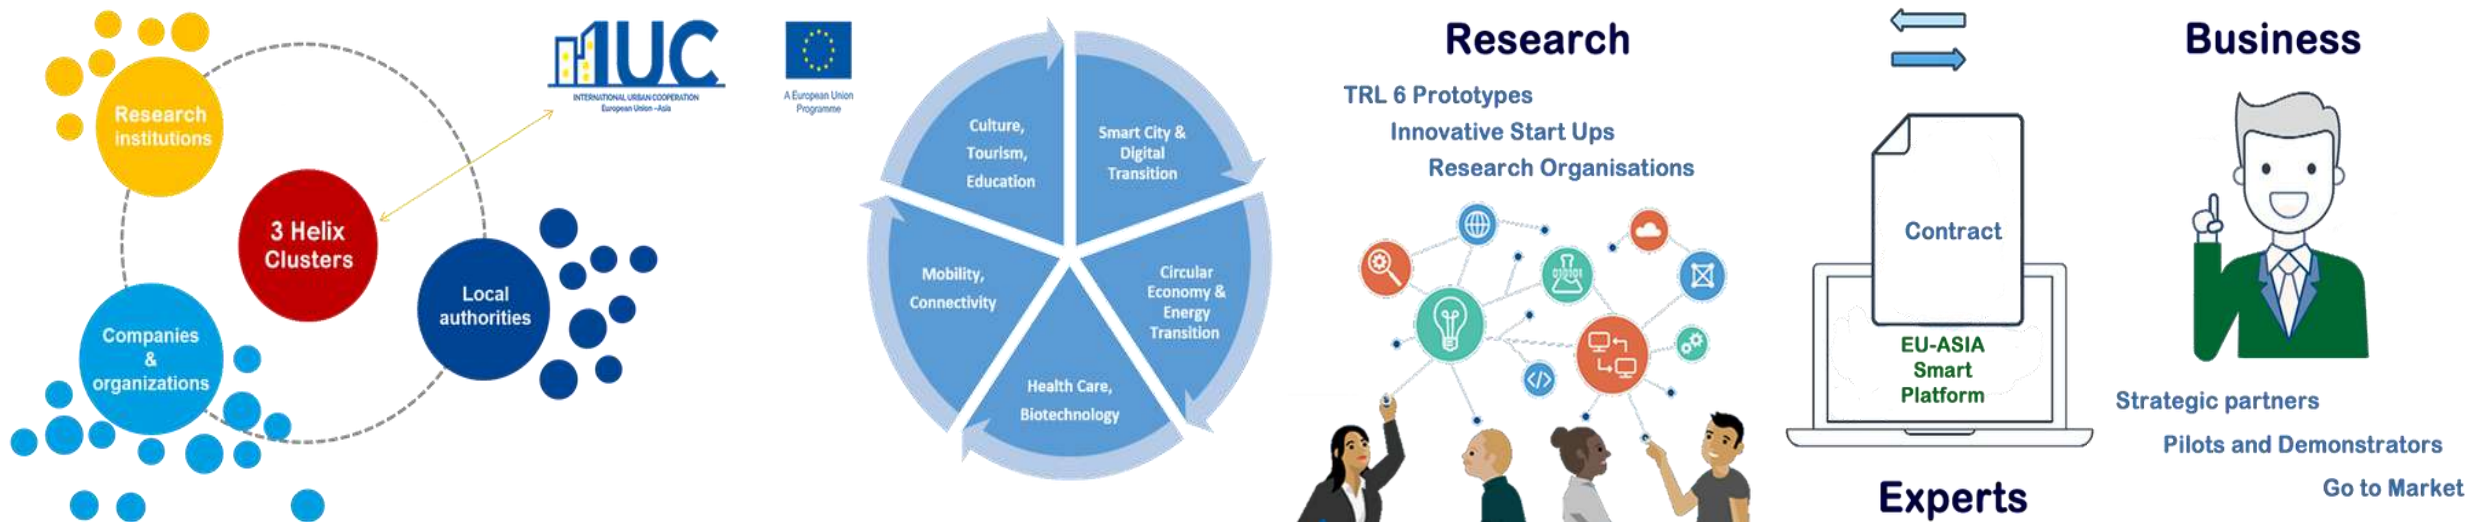 Research
institutions
3 Helix
Clusters
Local
authorities
Companies
&
organizations
IUC
INTERNATIONAL URBAN COOPERATION
European Union –Asia
A European Union
Programme
Culture,
Tourism,
Education
Smart City &
Digital
Transition
Mobility,
Connectivity
Circular
Economy &
Energy
Transition
Health Care,
Biotechnology
Research
TRL 6 Prototypes
Innovative Start Ups
Research Organisations
010101
</>
Contract
EU-ASIA
Smart
Platform
Experts
Business
Strategic partners
Pilots and Demonstrators
Go to Market